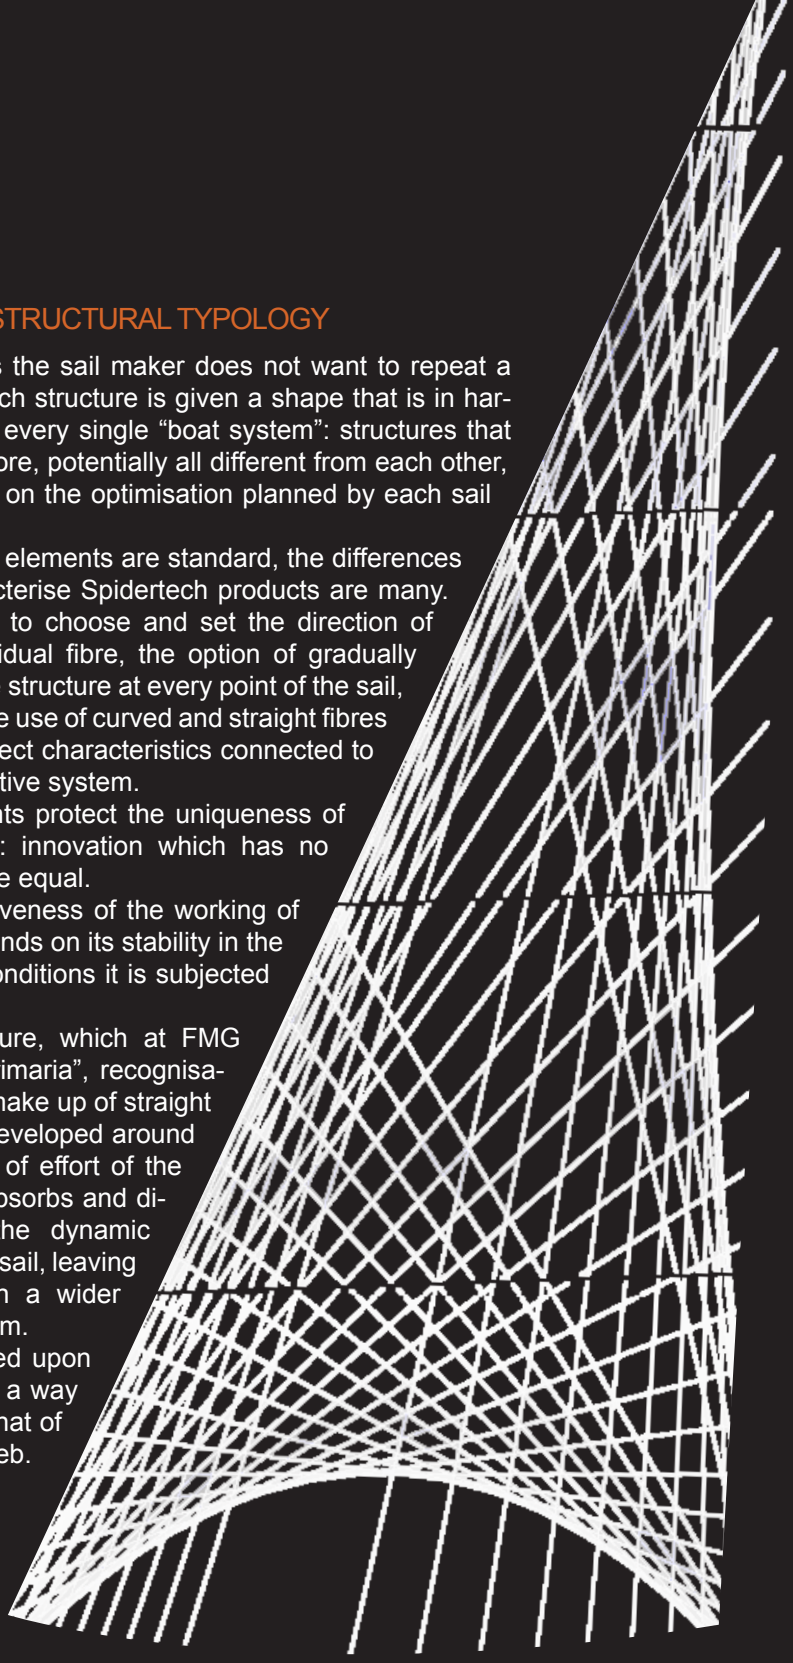 STRUCTURAL TYPOLOGY
s the sail maker does not want to repeat a
ch structure is given a shape that is in har-
every single “boat system”: structures that
ore, potentially all different from each other,
on the optimisation planned by each sail
elements are standard, the differences
cterise Spidertech products are many.
to choose and set the direction of
idual fibre, the option of gradually
e structure at every point of the sail,
e use of curved and straight fibres
ect characteristics connected to
tive system.
nts protect the uniqueness of
: innovation which has no
e equal.
iveness of the working of
nds on its stability in the
onditions it is subjected
ure, which at FMG
rimaria”, recognisa-
make up of straight
eveloped around
of effort of the
bsorbs and di-
he dynamic
sail, leaving
n a wider
m.
ed upon
a way
hat of
eb.